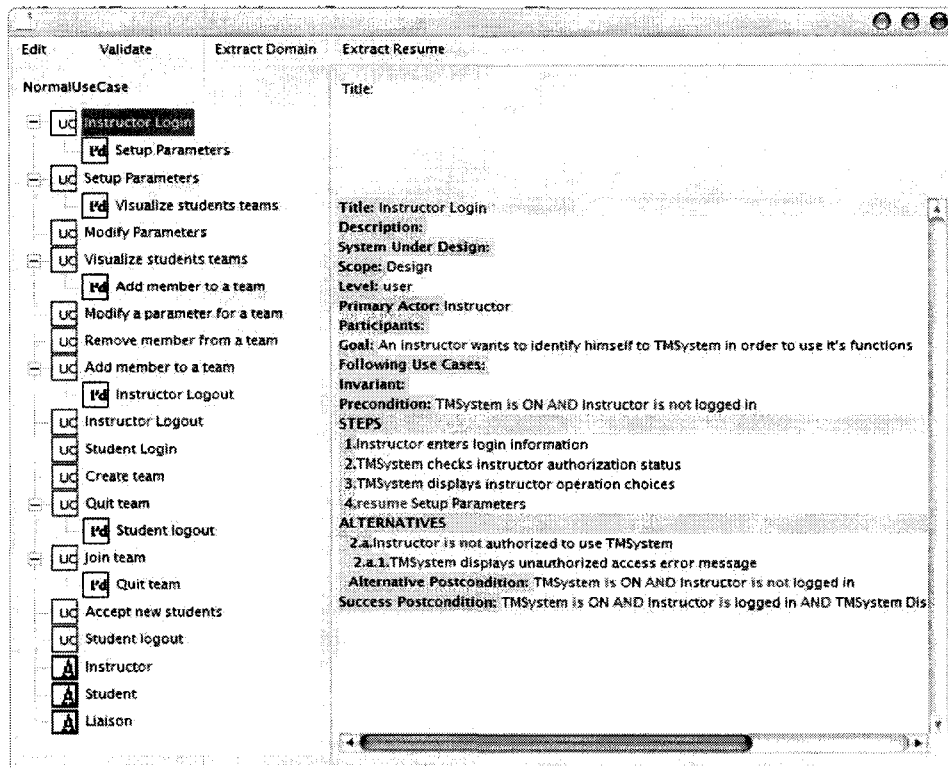 Edit Validate Extract Domain Extract Resume
NormalUseCase
UC Instructor Login
Setup Parameters
UC Setup Parameters
Visualize students teams
UC Modify Parameters
UC Visualize students teams
Add member to a team
UC Modify a parameter for a team
UC Remove member from a team
UC Add member to a team
Instructor Logout
UC Instructor Logout
UC Student Login
UC Create team
UC Quit team
Student logout
UC Join team
Quit team
UC Accept new students
UC Student logout
A Instructor
A Student
A Liaison
Title:
Title: Instructor Login
Description:
System Under Design:
Scope: Design
Level: user
Primary Actor: Instructor
Participants:
Goal: An instructor wants to identify himself to TMSystem in order to use it's functions
Following Use Cases:
Invariant:
Precondition: TMSystem is ON AND Instructor is not logged in
STEPS
1.Instructor enters login information
2.TMSystem checks instructor authorization status
3.TMSystem displays instructor operation choices
4.resume Setup Parameters
ALTERNATIVES
2.a.Instructor is not authorized to use TMSystem
2.a.1.TMSystem displays unauthorized access error message
Alternative Postcondition: TMSystem is ON AND Instructor is not logged in
Success Postcondition: TMSystem is ON AND Instructor is logged in AND TMSystem Dis